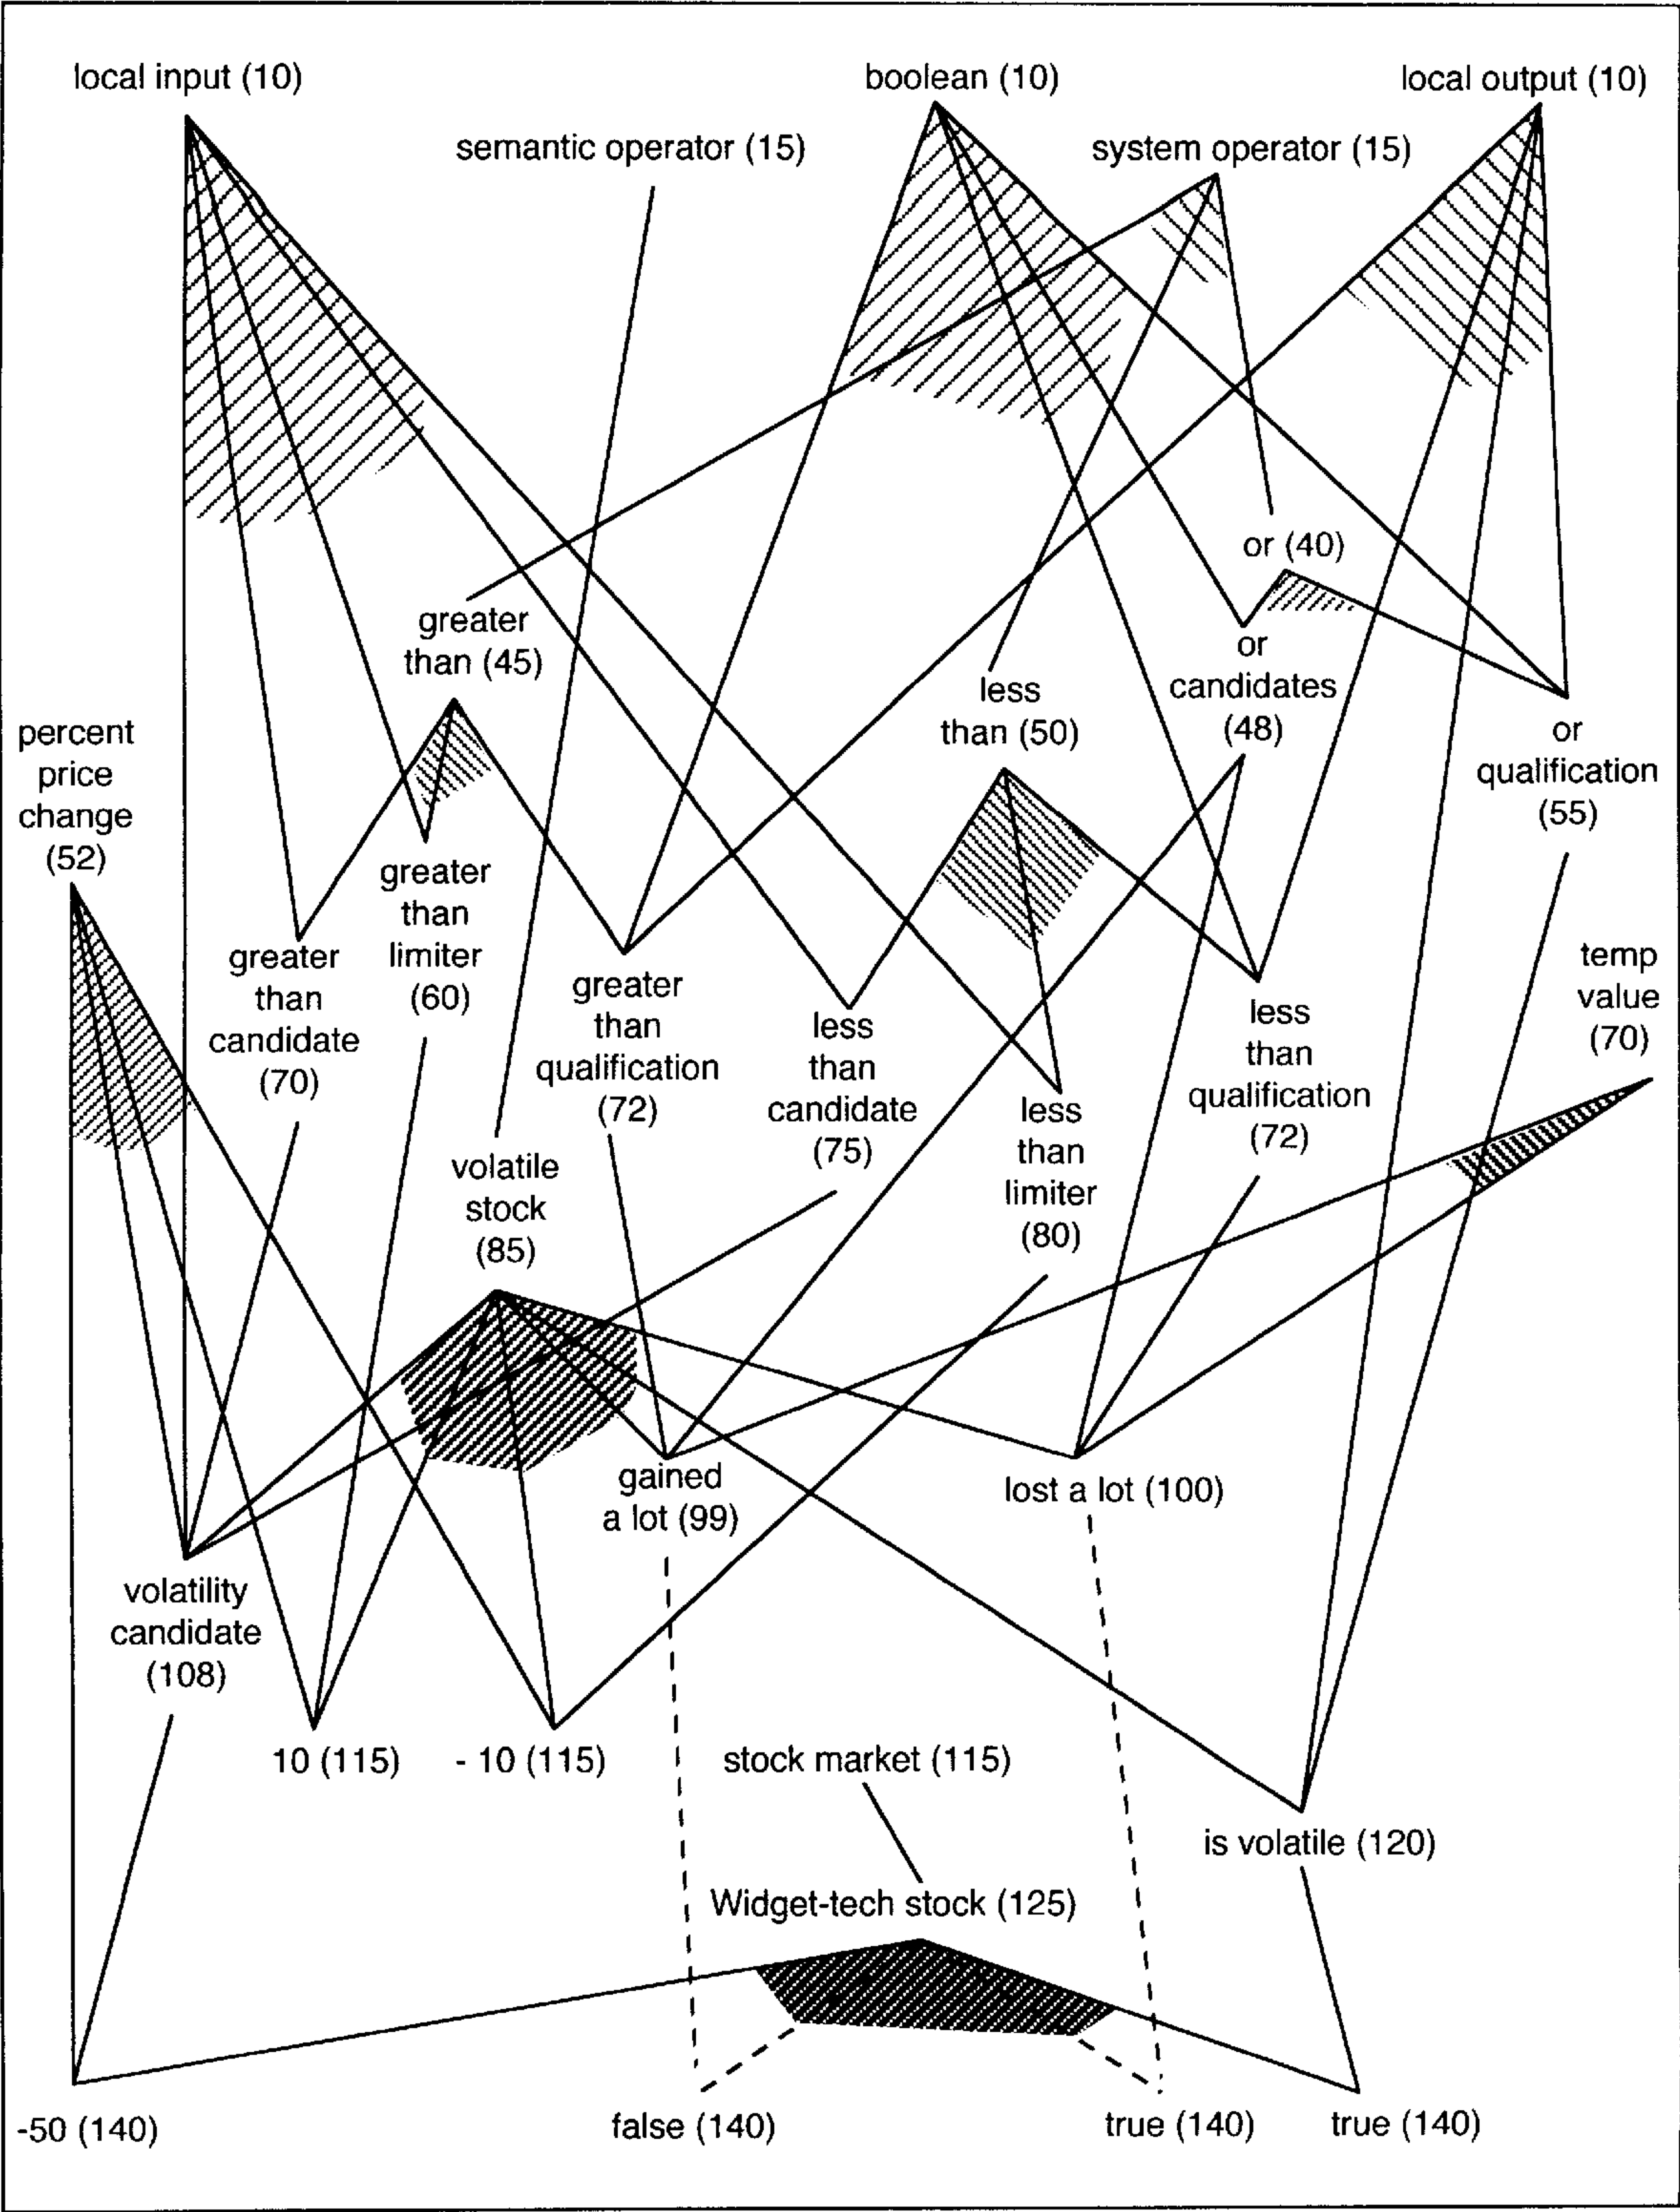 local input (10)
boolean (10)
local output (10)
semantic operator (15)
system operator (15)
or (40)
greater
than (45)
or
candidates
(48)
less
than (50)
percent
price
change
(52)
or
qualification
(55)
greater
than
limiter
(60)
greater
than
candidate
(70)
greater
than
qualification
(72)
less
than
candidate
(75)
less
than
qualification
(72)
temp
value
(70)
less
than
limiter
(80)
volatile
stock
(85)
gained
a lot (99)
lost a lot (100)
volatility
candidate
(108)
10 (115)
- 10 (115)
stock market (115)
is volatile (120)
Widget-tech stock (125)
-50 (140)
false (140)
true (140)
true (140)